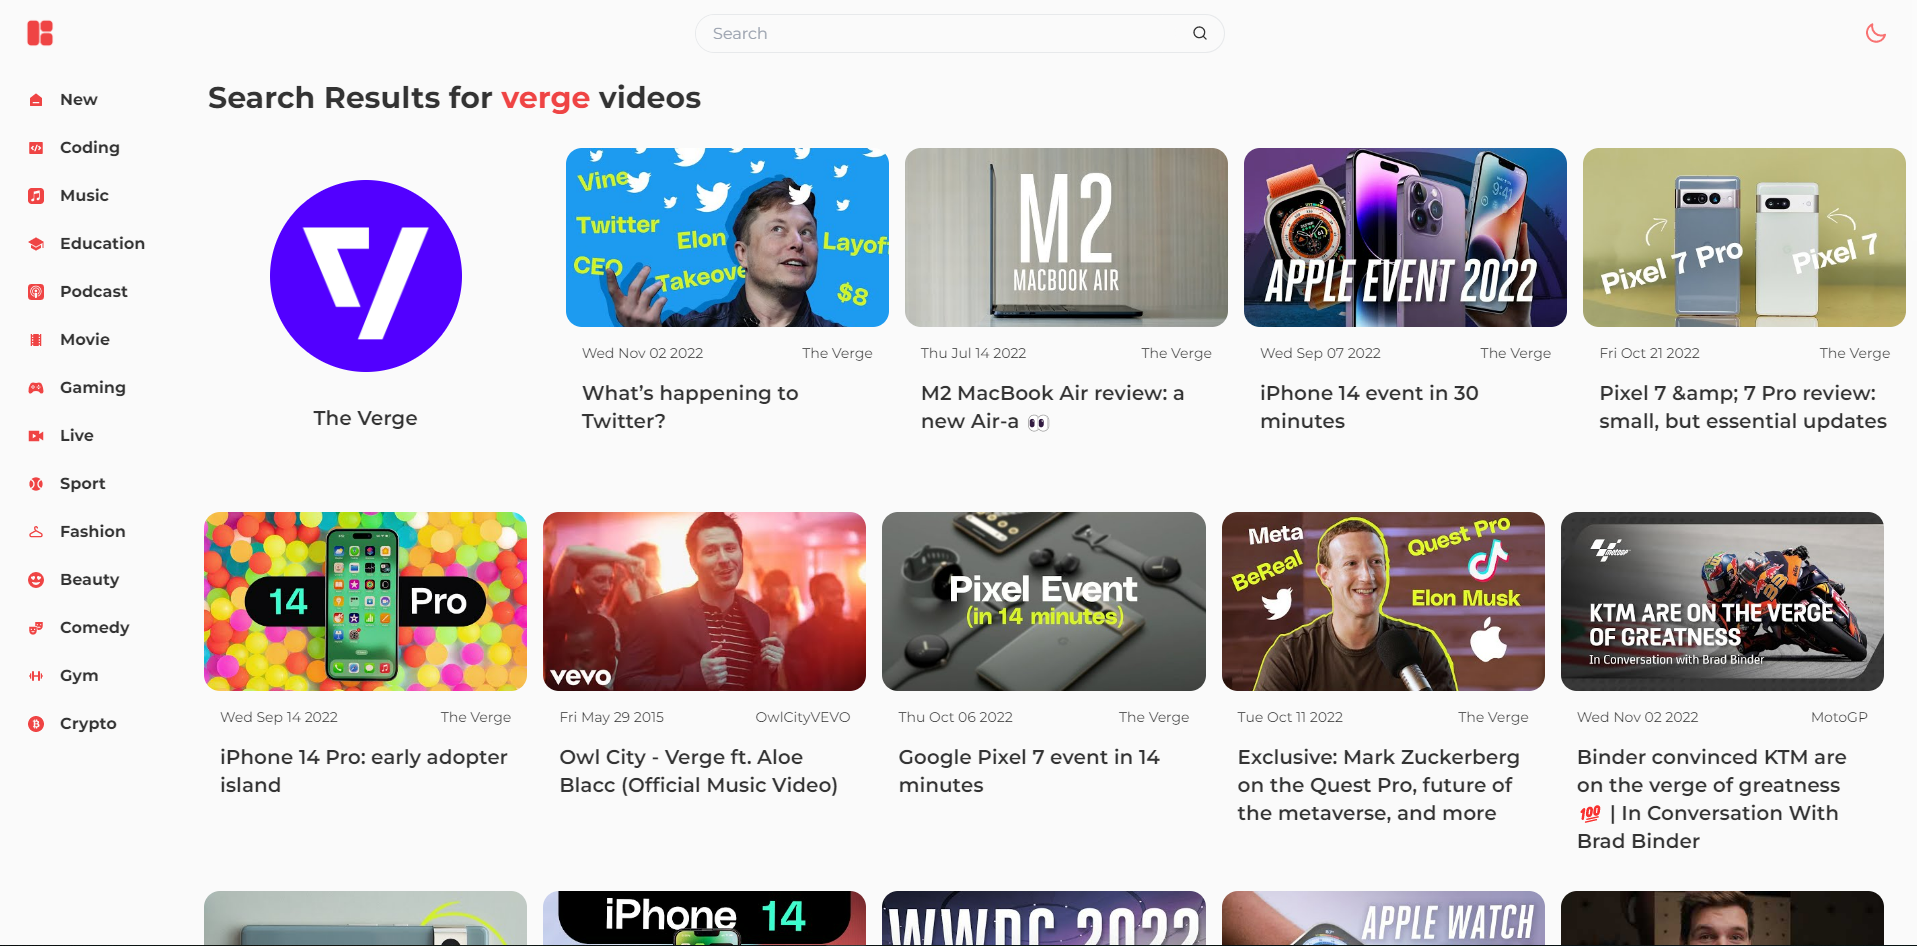 Search
New
Coding
Music
Education
Podcast
Movie
Gaming
Live
Sport
Fashion
Beauty
Comedy
Gym
Crypto
Search Results for verge videos
The Verge
Vine
Twitter
Elon
Layoff
CEO
Takeove
$8
Wed Nov 02 2022 The Verge
What’s happening to
Twitter?
M2
MACBOOK AIR
Thu Jul 14 2022 The Verge
M2 MacBook Air review: a
new Air-a 👀
9:41
APPLE EVENT 2022
Wed Sep 07 2022 The Verge
iPhone 14 event in 30
minutes
Pixel 7 Pro
Pixel 7
Fri Oct 21 2022 The Verge
Pixel 7 &amp; 7 Pro review:
small, but essential updates
14 Pro
Wed Sep 14 2022 The Verge
iPhone 14 Pro: early adopter
island
vevo
Fri May 29 2015 OwlCityVEVO
Owl City - Verge ft. Aloe
Blacc (Official Music Video)
Pixel Event
(in 14 minutes)
Thu Oct 06 2022 The Verge
Google Pixel 7 event in 14
minutes
Meta
Quest Pro
BeReal
Elon Musk
Tue Oct 11 2022 The Verge
Exclusive: Mark Zuckerberg
on the Quest Pro, future of
the metaverse, and more
MotoGP
33
KTM ARE ON THE VERGE
OF GREATNESS
In Conversation with Brad Binder
Wed Nov 02 2022 MotoGP
Binder convinced KTM are
on the verge of greatness
💯 | In Conversation With
Brad Binder
iPhone 14
WWDC 2022
APPLE WATCH